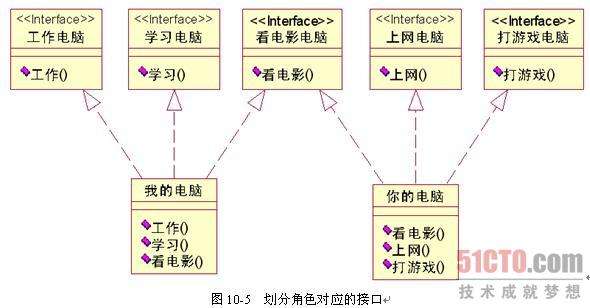 <<Interface>> <<Interface>> <<Interface>> <<Interface>> <<Interface>>
工作电脑 学习电脑 看电影电脑 上网电脑 打游戏电脑
工作() 学习() 看电影() 上网() 打游戏()
我的电脑
工作()
学习()
看电影()
你的电脑
看电影()
上网()
打游戏()
51CTO.com
技术成就梦想
图 10-5 划分角色对应的接口